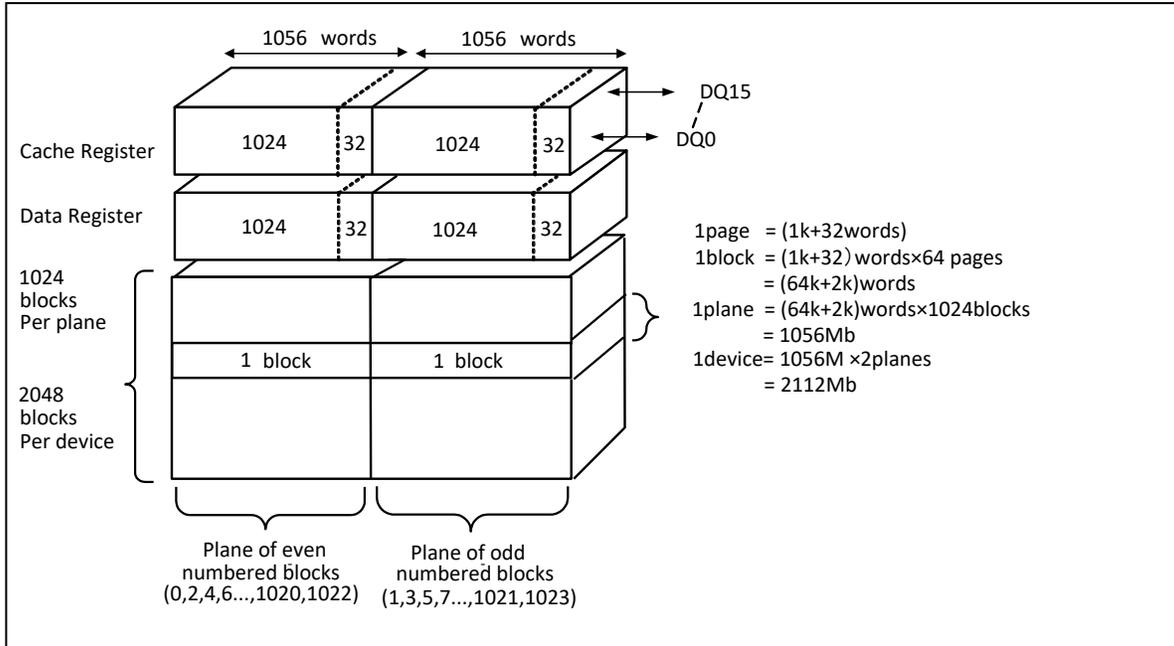 1056 words
1056 words
DQ15
DQ0
Cache Register
1024
32
1024
32
Data Register
1024
32
1024
32
1page = (1k+32words)
1block = (1k+32)words×64 pages
= (64k+2k)words
1plane = (64k+2k)words×1024blocks
= 1056Mb
1device= 1056M ×2planes
= 2112Mb
1024
blocks
Per plane
1 block
1 block
2048
blocks
Per device
Plane of even
numbered blocks
(0,2,4,6...,1020,1022)
Plane of odd
numbered blocks
(1,3,5,7...,1021,1023)